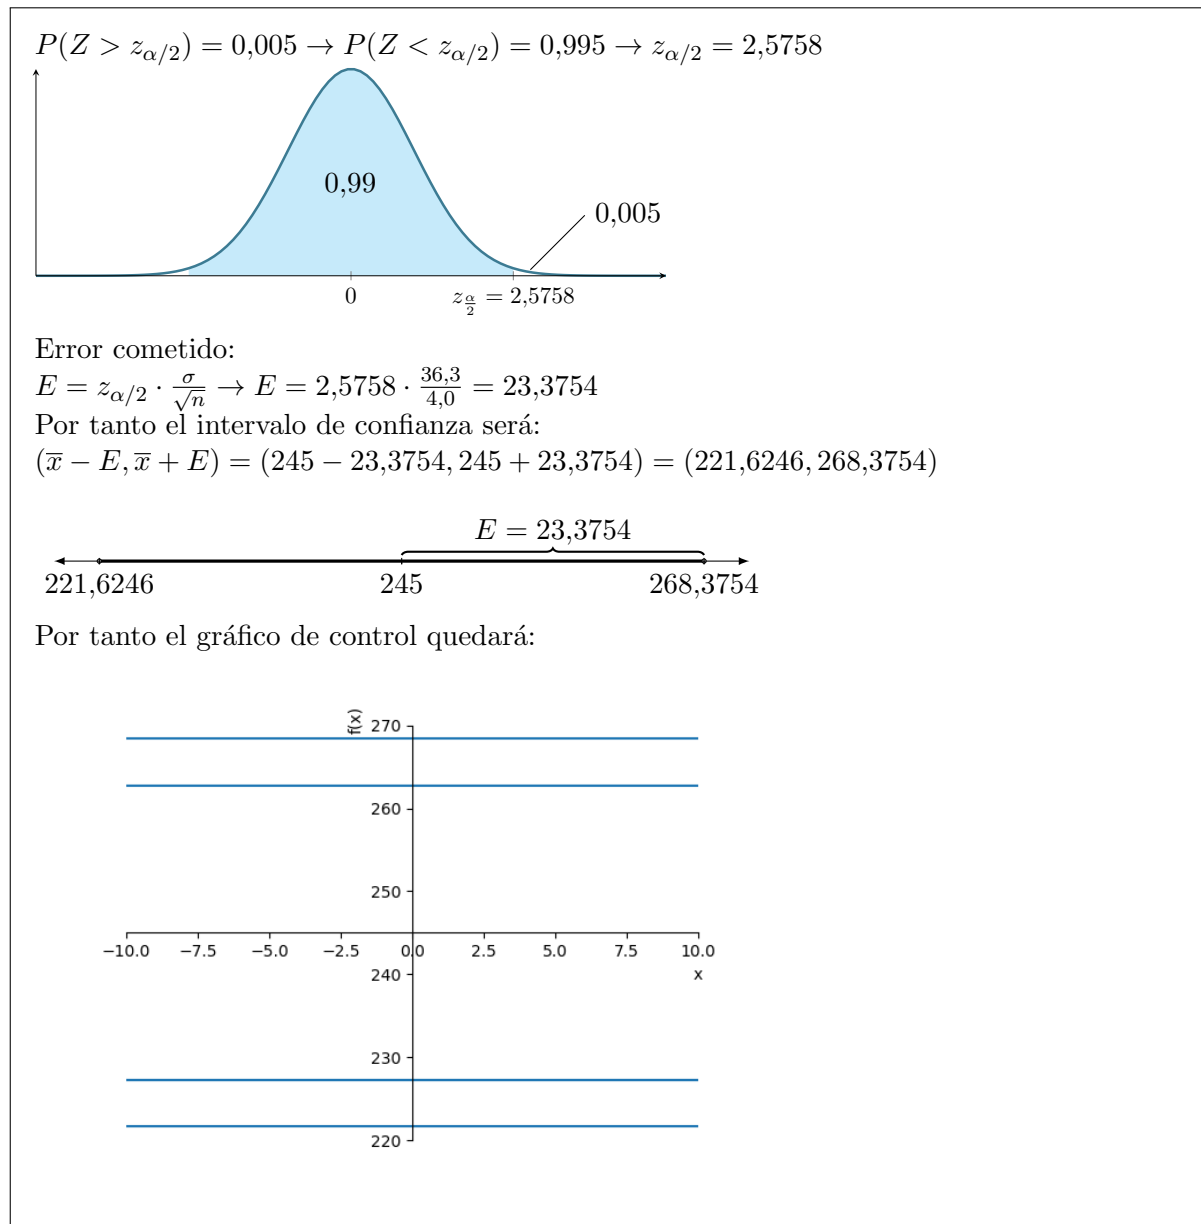 P(Z > z_{α/2}) = 0,005 → P(Z < z_{α/2}) = 0,995 → z_{α/2} = 2,5758
0,99
0,005
0
z_{α/2} = 2,5758
Error cometido:
E = z_{α/2} · σ/√n → E = 2,5758 · 36,3/4,0 = 23,3754
Por tanto el intervalo de confianza será:
(x̅ − E, x̅ + E) = (245 − 23,3754, 245 + 23,3754) = (221,6246, 268,3754)
E = 23,3754
221,6246 245 268,3754
Por tanto el gráfico de control quedará:
f(x)
270
260
250
−10.0 −7.5 −5.0 −2.5 0.0 2.5 5.0 7.5 10.0
x
240
230
220